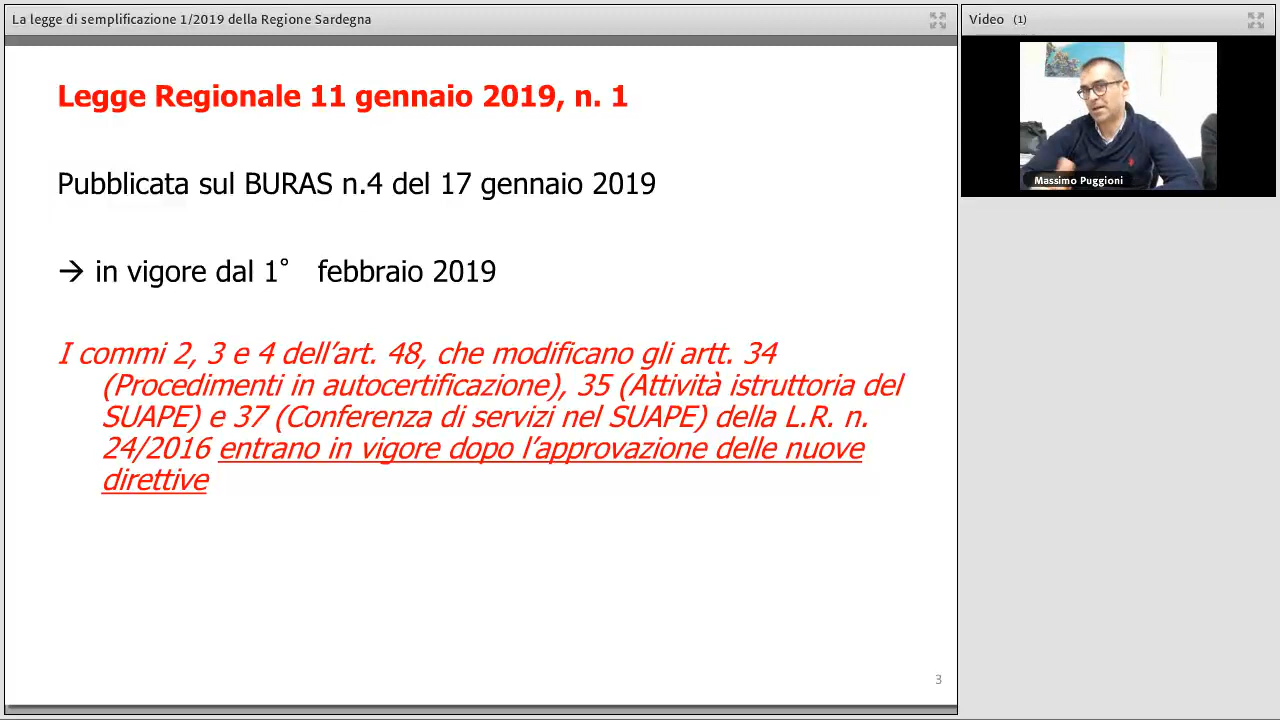 La legge di semplificazione 1/2019 della Regione Sardegna
Video (1)
Legge Regionale 11 gennaio 2019, n. 1
Pubblicata sul BURAS n.4 del 17 gennaio 2019
→ in vigore dal 1° febbraio 2019
I commi 2, 3 e 4 dell’art. 48, che modificano gli artt. 34
(Procedimenti in autocertificazione), 35 (Attività istruttoria del
SUAPE) e 37 (Conferenza di servizi nel SUAPE) della L.R. n.
24/2016 entrano in vigore dopo l’approvazione delle nuove
direttive
3
Massimo Puggioni